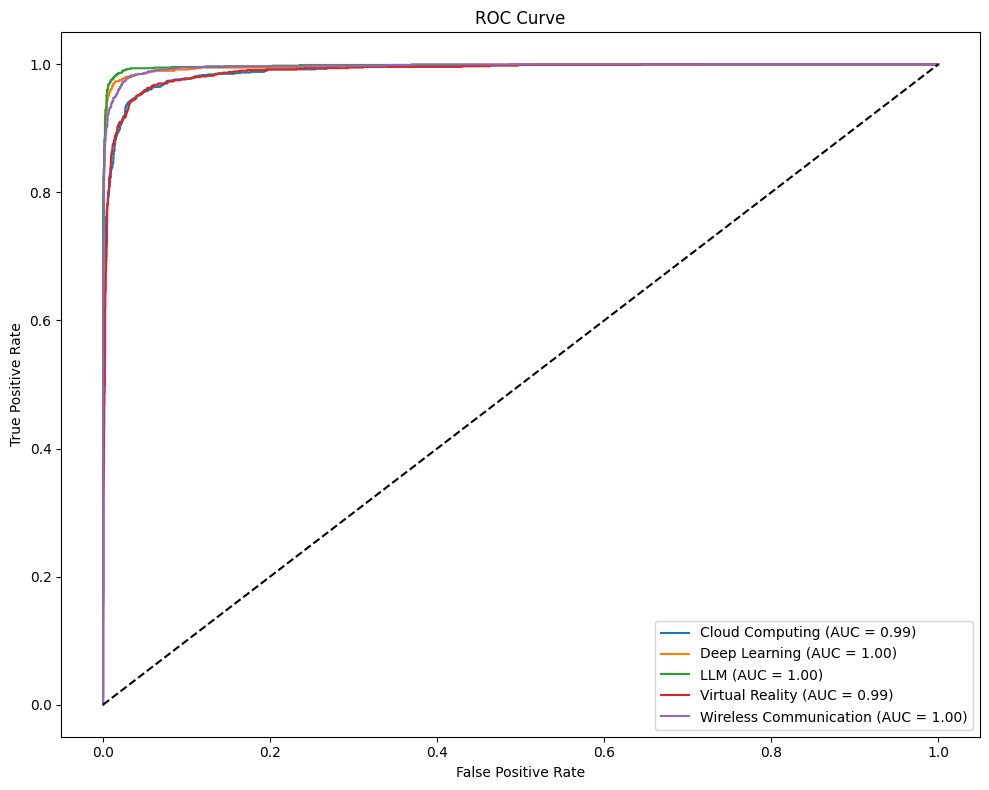 ROC Curve
1.0
0.8
0.6
0.4
0.2
0.0
True Positive Rate
0.0 0.2 0.4 0.6 0.8 1.0
False Positive Rate
Cloud Computing (AUC = 0.99)
Deep Learning (AUC = 1.00)
LLM (AUC = 1.00)
Virtual Reality (AUC = 0.99)
Wireless Communication (AUC = 1.00)